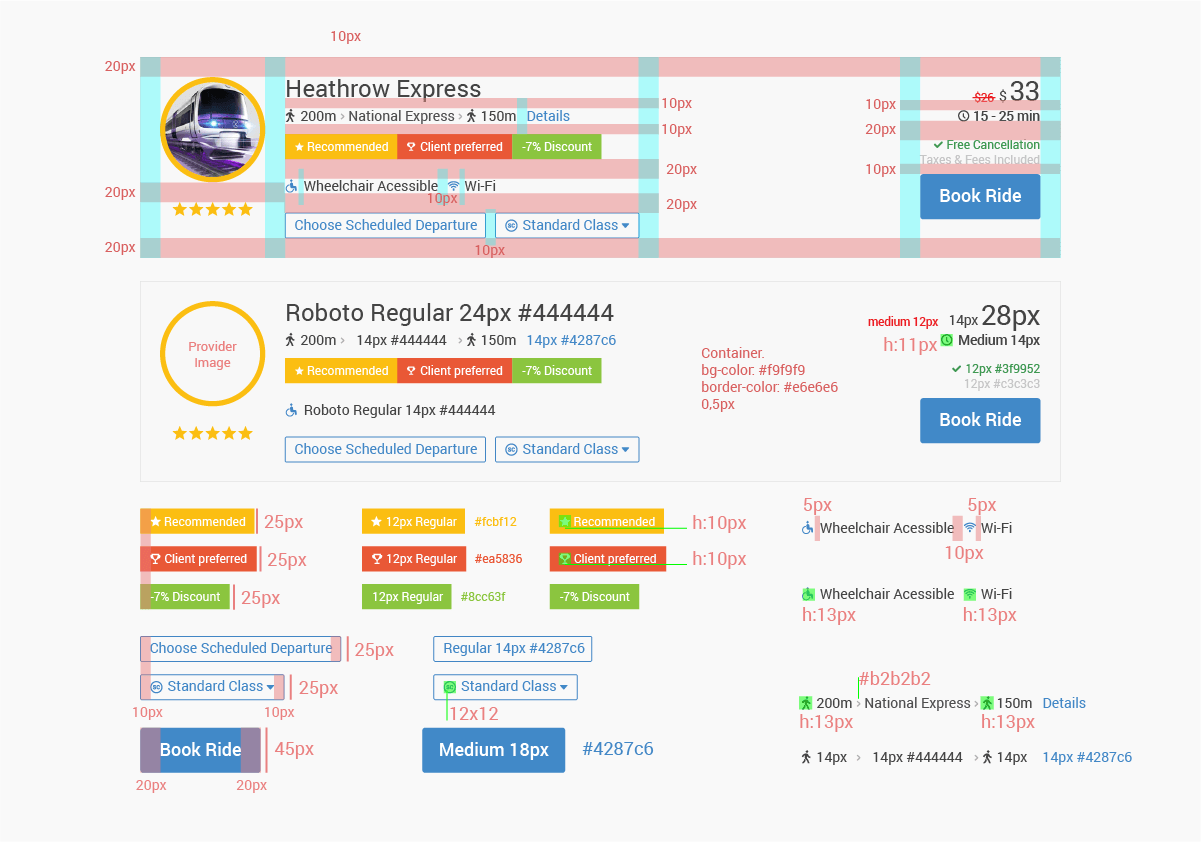 10px
20px
Heathrow Express
$26 $ 33
10px
10px
200m › National Express › 150m Details
15 - 25 min
10px
20px
Recommended Client preferred -7% Discount
Free Cancellation
Taxes & Fees Included
20px
10px
Wheelchair Acessible Wi-Fi
20px
10px
Book Ride
20px
Choose Scheduled Departure SC Standard Class
20px
10px
Roboto Regular 24px #444444
medium 12px 14px 28px
200m › 14px #444444 › 150m 14px #4287c6
h:11px Medium 14px
Provider
Image
Container.
bg-color: #f9f9f9
border-color: #e6e6e6
0,5px
Recommended Client preferred -7% Discount
12px #3f9952
12px #c3c3c3
Roboto Regular 14px #444444
Book Ride
Choose Scheduled Departure SC Standard Class
5px 5px
Recommended 25px 12px Regular #fcbf12 Recommended h:10px
Wheelchair Acessible Wi-Fi
10px
Client preferred 25px 12px Regular #ea5836 Client preferred h:10px
-7% Discount 25px 12px Regular #8cc63f -7% Discount
Wheelchair Acessible Wi-Fi
h:13px h:13px
Choose Scheduled Departure 25px Regular 14px #4287c6
SC Standard Class 25px SC Standard Class
#b2b2b2
200m › National Express › 150m Details
10px 10px 12x12
h:13px h:13px
Book Ride 45px Medium 18px #4287c6
14px › 14px #444444 › 14px 14px #4287c6
20px 20px